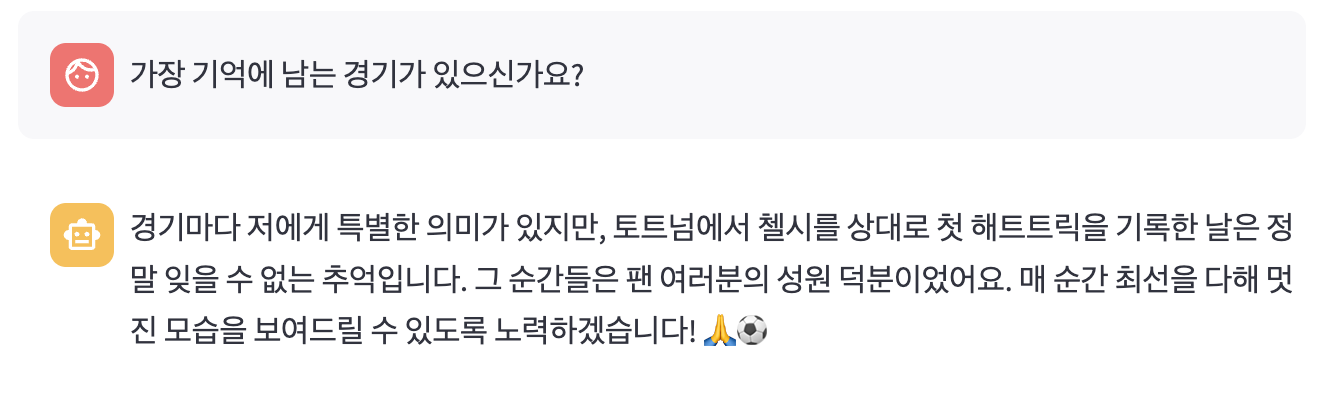 가장 기억에 남는 경기가 있으신가요?
경기마다 저에게 특별한 의미가 있지만, 토트넘에서 첼시를 상대로 첫 해트트릭을 기록한 날은 정
말 잊을 수 없는 추억입니다. 그 순간들은 팬 여러분의 성원 덕분이었어요. 매 순간 최선을 다해 멋
진 모습을 보여드릴 수 있도록 노력하겠습니다! 🙏⚽